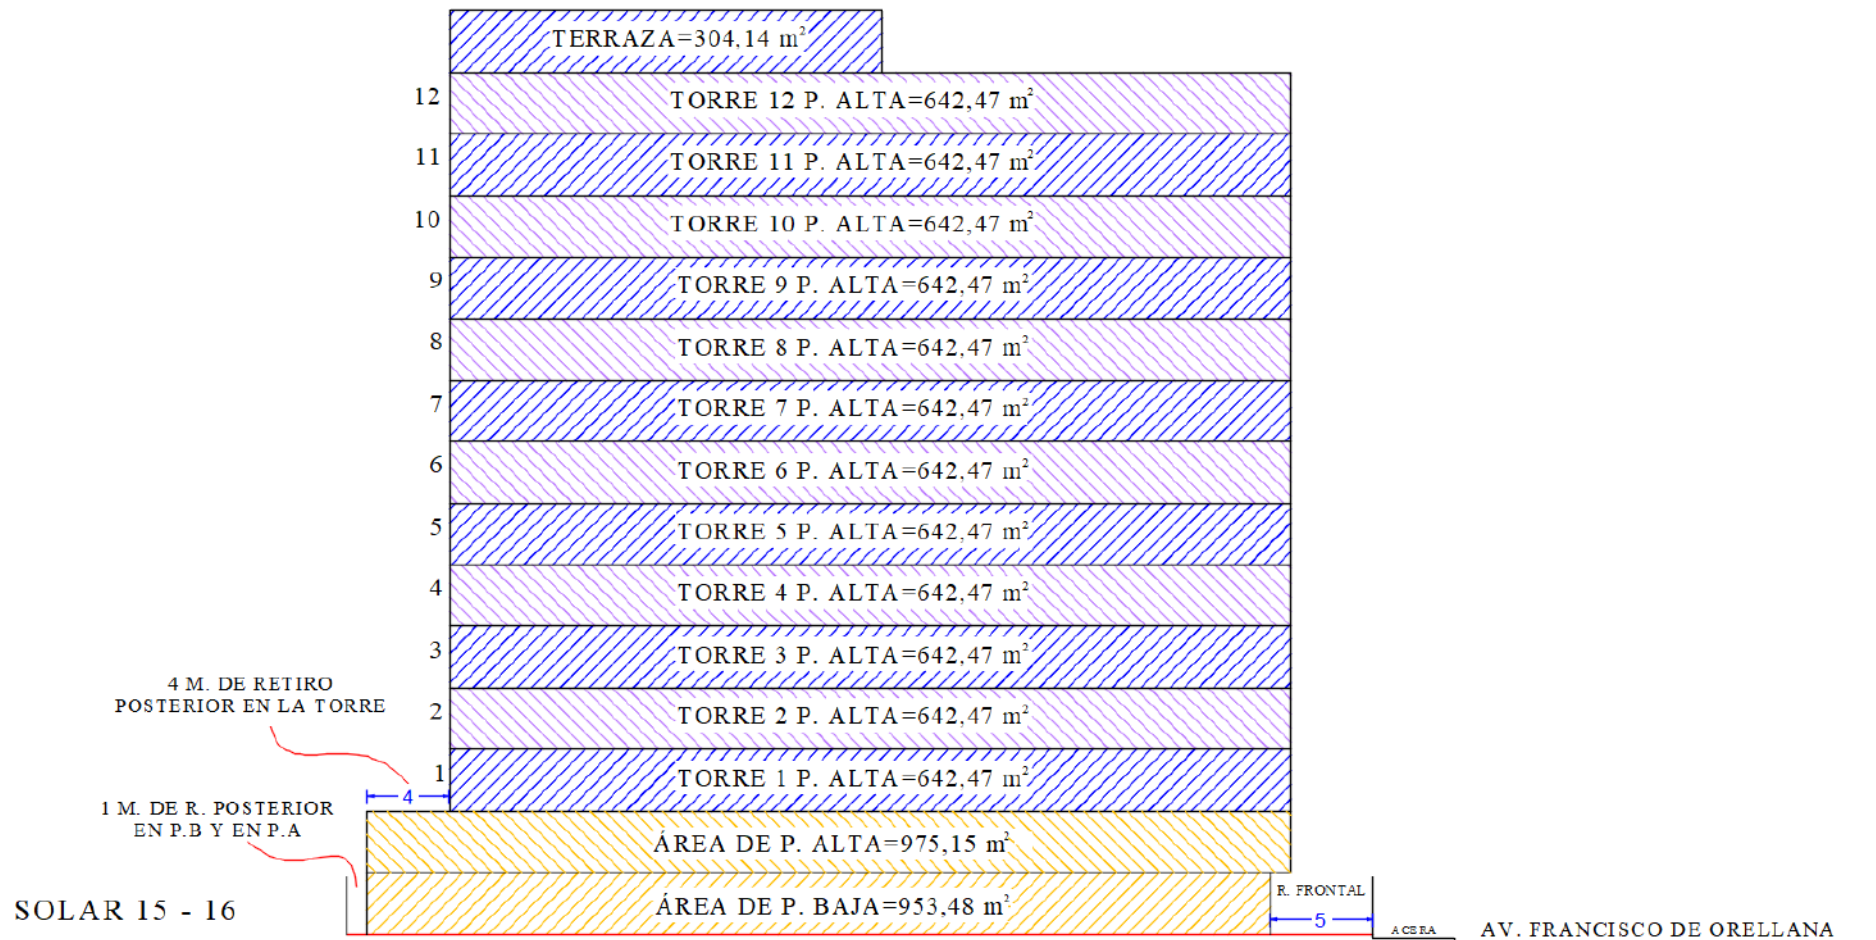 TERRAZA=304,14 m²
12
TORRE 12 P. ALTA=642,47 m²
11
TORRE 11 P. ALTA=642,47 m²
10
TORRE 10 P. ALTA=642,47 m²
9
TORRE 9 P. ALTA=642,47 m²
8
TORRE 8 P. ALTA=642,47 m²
7
TORRE 7 P. ALTA=642,47 m²
6
TORRE 6 P. ALTA=642,47 m²
5
TORRE 5 P. ALTA=642,47 m²
4
TORRE 4 P. ALTA=642,47 m²
3
TORRE 3 P. ALTA=642,47 m²
2
TORRE 2 P. ALTA=642,47 m²
1
TORRE 1 P. ALTA=642,47 m²
4 M. DE RETIRO
POSTERIOR EN LA TORRE
4
1 M. DE R. POSTERIOR
EN P.B Y EN P.A
ÁREA DE P. ALTA=975,15 m²
ÁREA DE P. BAJA=953,48 m²
R. FRONTAL
5
SOLAR 15 - 16
ACERA
AV. FRANCISCO DE ORELLANA